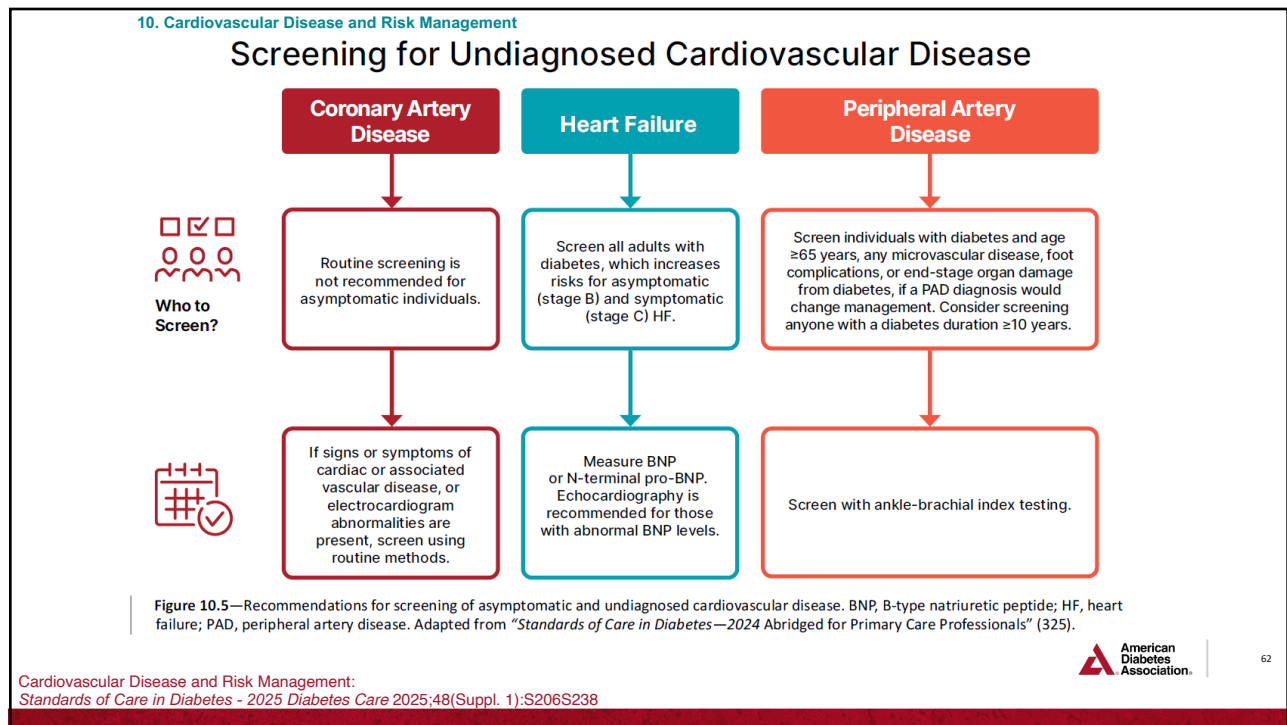 10. Cardiovascular Disease and Risk Management
Screening for Undiagnosed Cardiovascular Disease
Coronary Artery
Disease
Heart Failure
Peripheral Artery
Disease
Who to
Screen?
Routine screening is
not recommended for
asymptomatic individuals.
Screen all adults with
diabetes, which increases
risks for asymptomatic
(stage B) and symptomatic
(stage C) HF.
Screen individuals with diabetes and age
≥65 years, any microvascular disease, foot
complications, or end-stage organ damage
from diabetes, if a PAD diagnosis would
change management. Consider screening
anyone with a diabetes duration ≥10 years.
If signs or symptoms of
cardiac or associated
vascular disease, or
electrocardiogram
abnormalities are
present, screen using
routine methods.
Measure BNP
or N-terminal pro-BNP.
Echocardiography is
recommended for those
with abnormal BNP levels.
Screen with ankle-brachial index testing.
Figure 10.5—Recommendations for screening of asymptomatic and undiagnosed cardiovascular disease. BNP, B-type natriuretic peptide; HF, heart
failure; PAD, peripheral artery disease. Adapted from “Standards of Care in Diabetes—2024 Abridged for Primary Care Professionals” (325).
American
Diabetes
Association®
62
Cardiovascular Disease and Risk Management:
Standards of Care in Diabetes - 2025 Diabetes Care 2025;48(Suppl. 1):S206S238